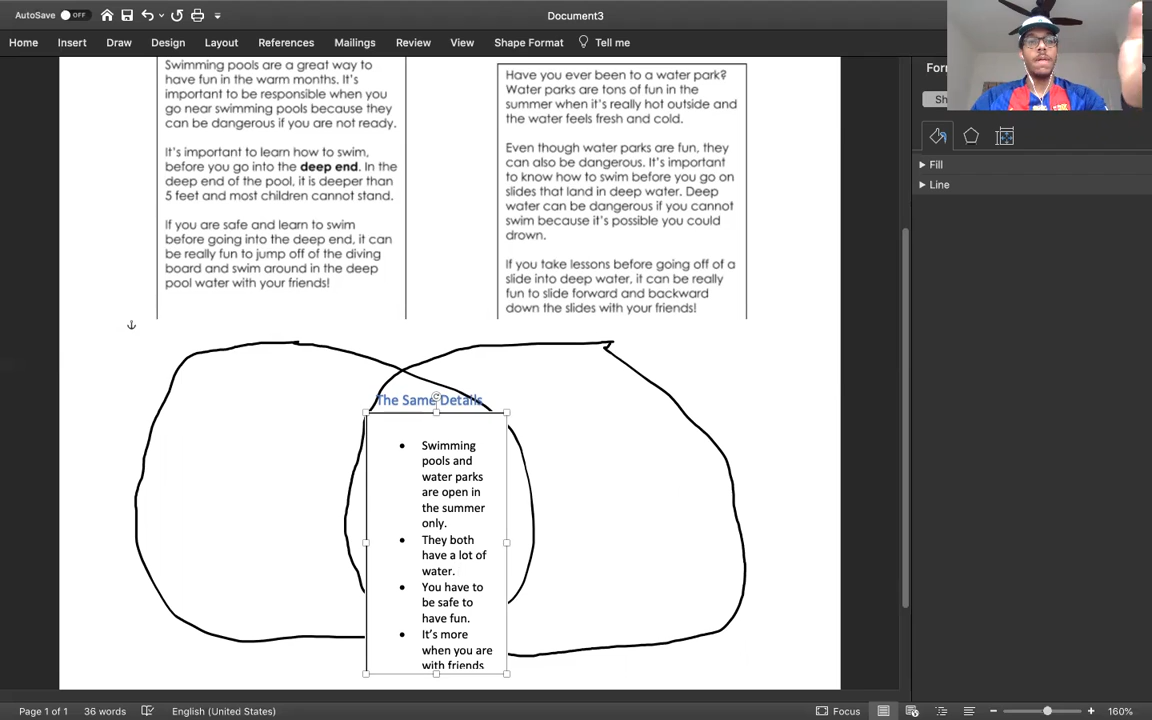 AutoSave OFF
Document3
Home Insert Draw Design Layout References Mailings Review View Shape Format Tell me
Swimming pools are a great way to
have fun in the warm months. It's
important to be responsible when you
go near swimming pools because they
can be dangerous if you are not ready.
It's important to learn how to swim,
before you go into the deep end. In the
deep end of the pool, it is deeper than
5 feet and most children cannot stand.
If you are safe and learn to swim
before going into the deep end, it can
be really fun to jump off of the diving
board and swim around in the deep
pool water with your friends!
Have you ever been to a water park?
Water parks are tons of fun in the
summer when it's really hot outside and
the water feels fresh and cold.
Even though water parks are fun, they
can also be dangerous. It's important
to know how to swim before you go on
slides that land in deep water. Deep
water can be dangerous if you cannot
swim because it's possible you could
drown.
If you take lessons before going off of a
slide into deep water, it can be really
fun to slide forward and backward
down the slides with your friends!
The Same Details
• Swimming
pools and
water parks
are open in
the summer
only.
• They both
have a lot of
water.
• You have to
be safe to
have fun.
• It's more
when you are
with friends
Fill
Line
Page 1 of 1 36 words English (United States) Focus 160%